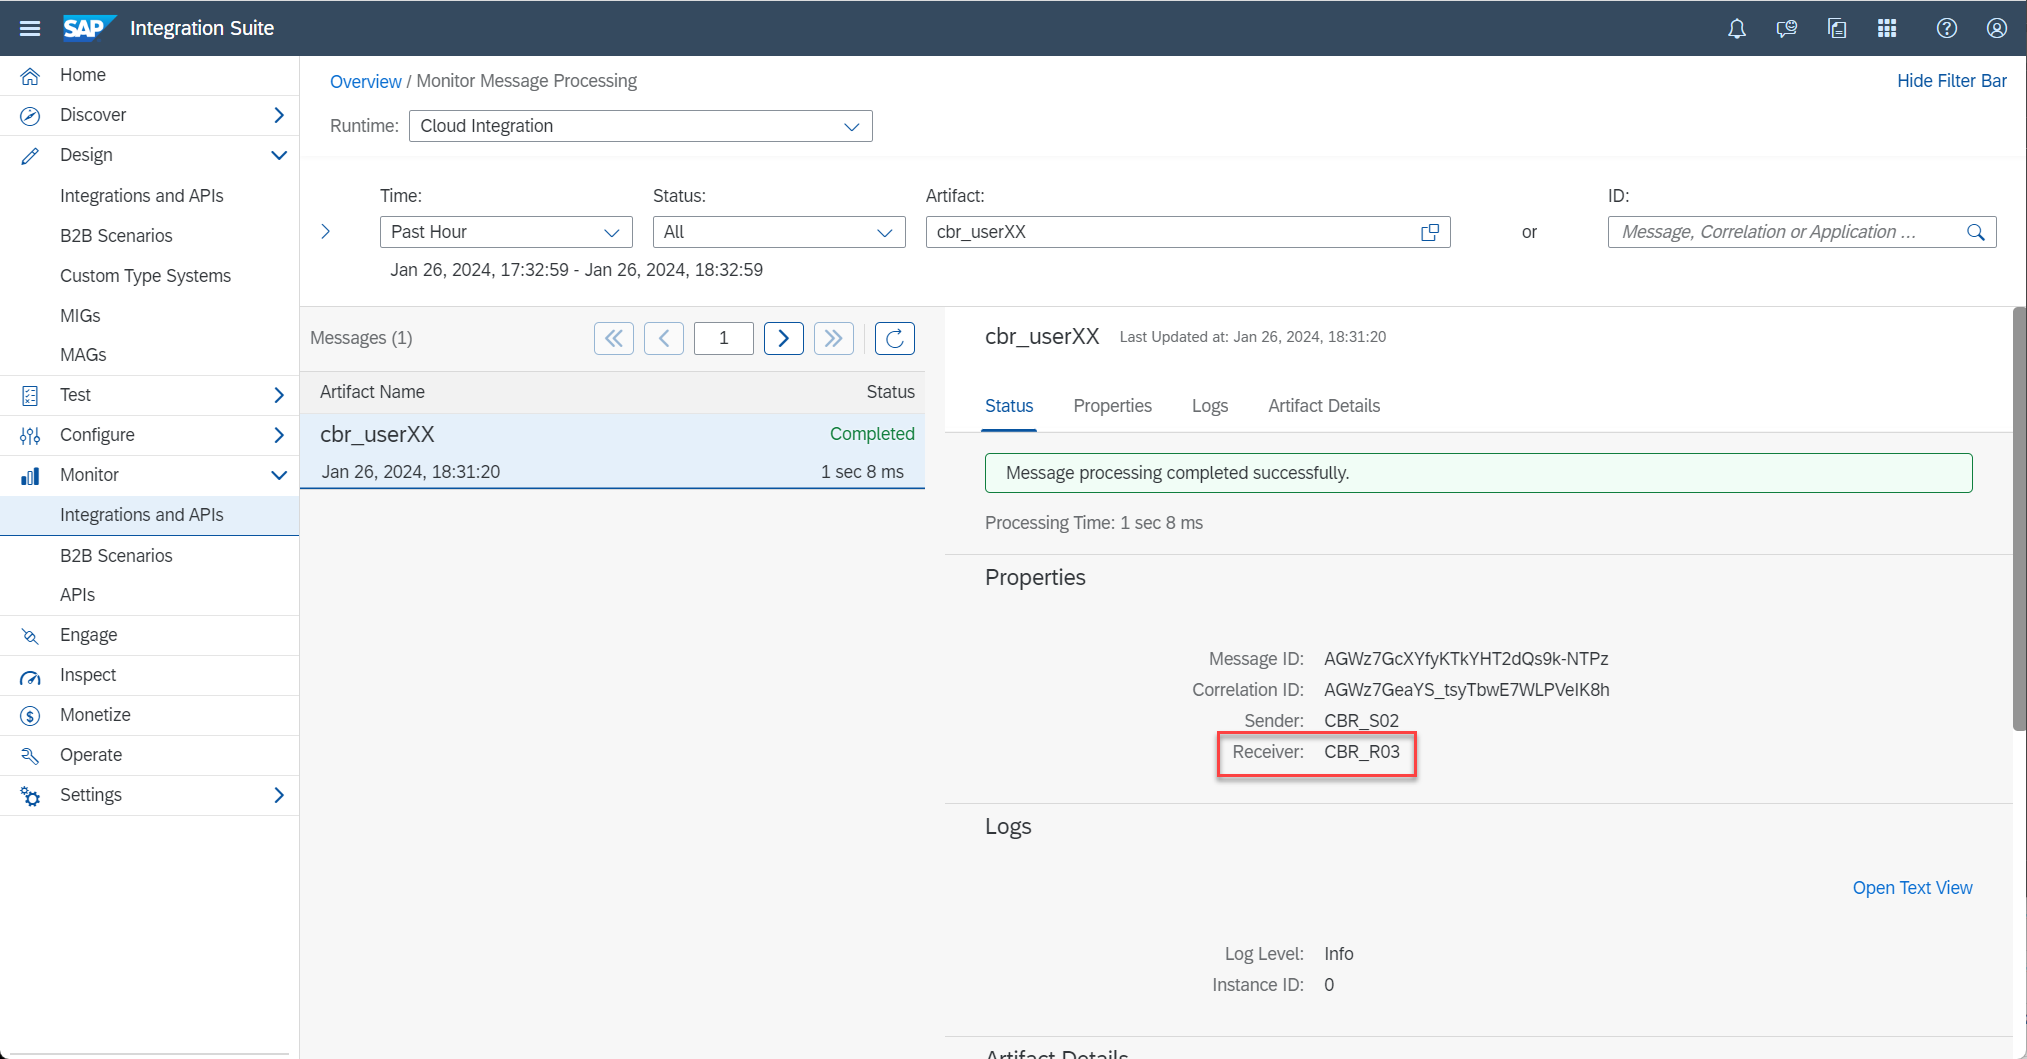 SAP Integration Suite
Home
Discover
Design
Integrations and APIs
B2B Scenarios
Custom Type Systems
MIGs
MAGs
Test
Configure
Monitor
Integrations and APIs
B2B Scenarios
APIs
Engage
Inspect
Monetize
Operate
Settings
Overview / Monitor Message Processing
Hide Filter Bar
Runtime: Cloud Integration
Time: Status: Artifact: ID:
Past Hour All cbr_userXX or Message, Correlation or Application ...
Jan 26, 2024, 17:32:59 - Jan 26, 2024, 18:32:59
Messages (1) 1
Artifact Name Status
cbr_userXX Completed
Jan 26, 2024, 18:31:20 1 sec 8 ms
cbr_userXX Last Updated at: Jan 26, 2024, 18:31:20
Status Properties Logs Artifact Details
Message processing completed successfully.
Processing Time: 1 sec 8 ms
Properties
Message ID: AGWz7GcXYfyKTkYHT2dQs9k-NTPz
Correlation ID: AGWz7GeaYS_tsyTbwE7WLPVeIK8h
Sender: CBR_S02
Receiver: CBR_R03
Logs
Open Text View
Log Level: Info
Instance ID: 0
Artifact Details